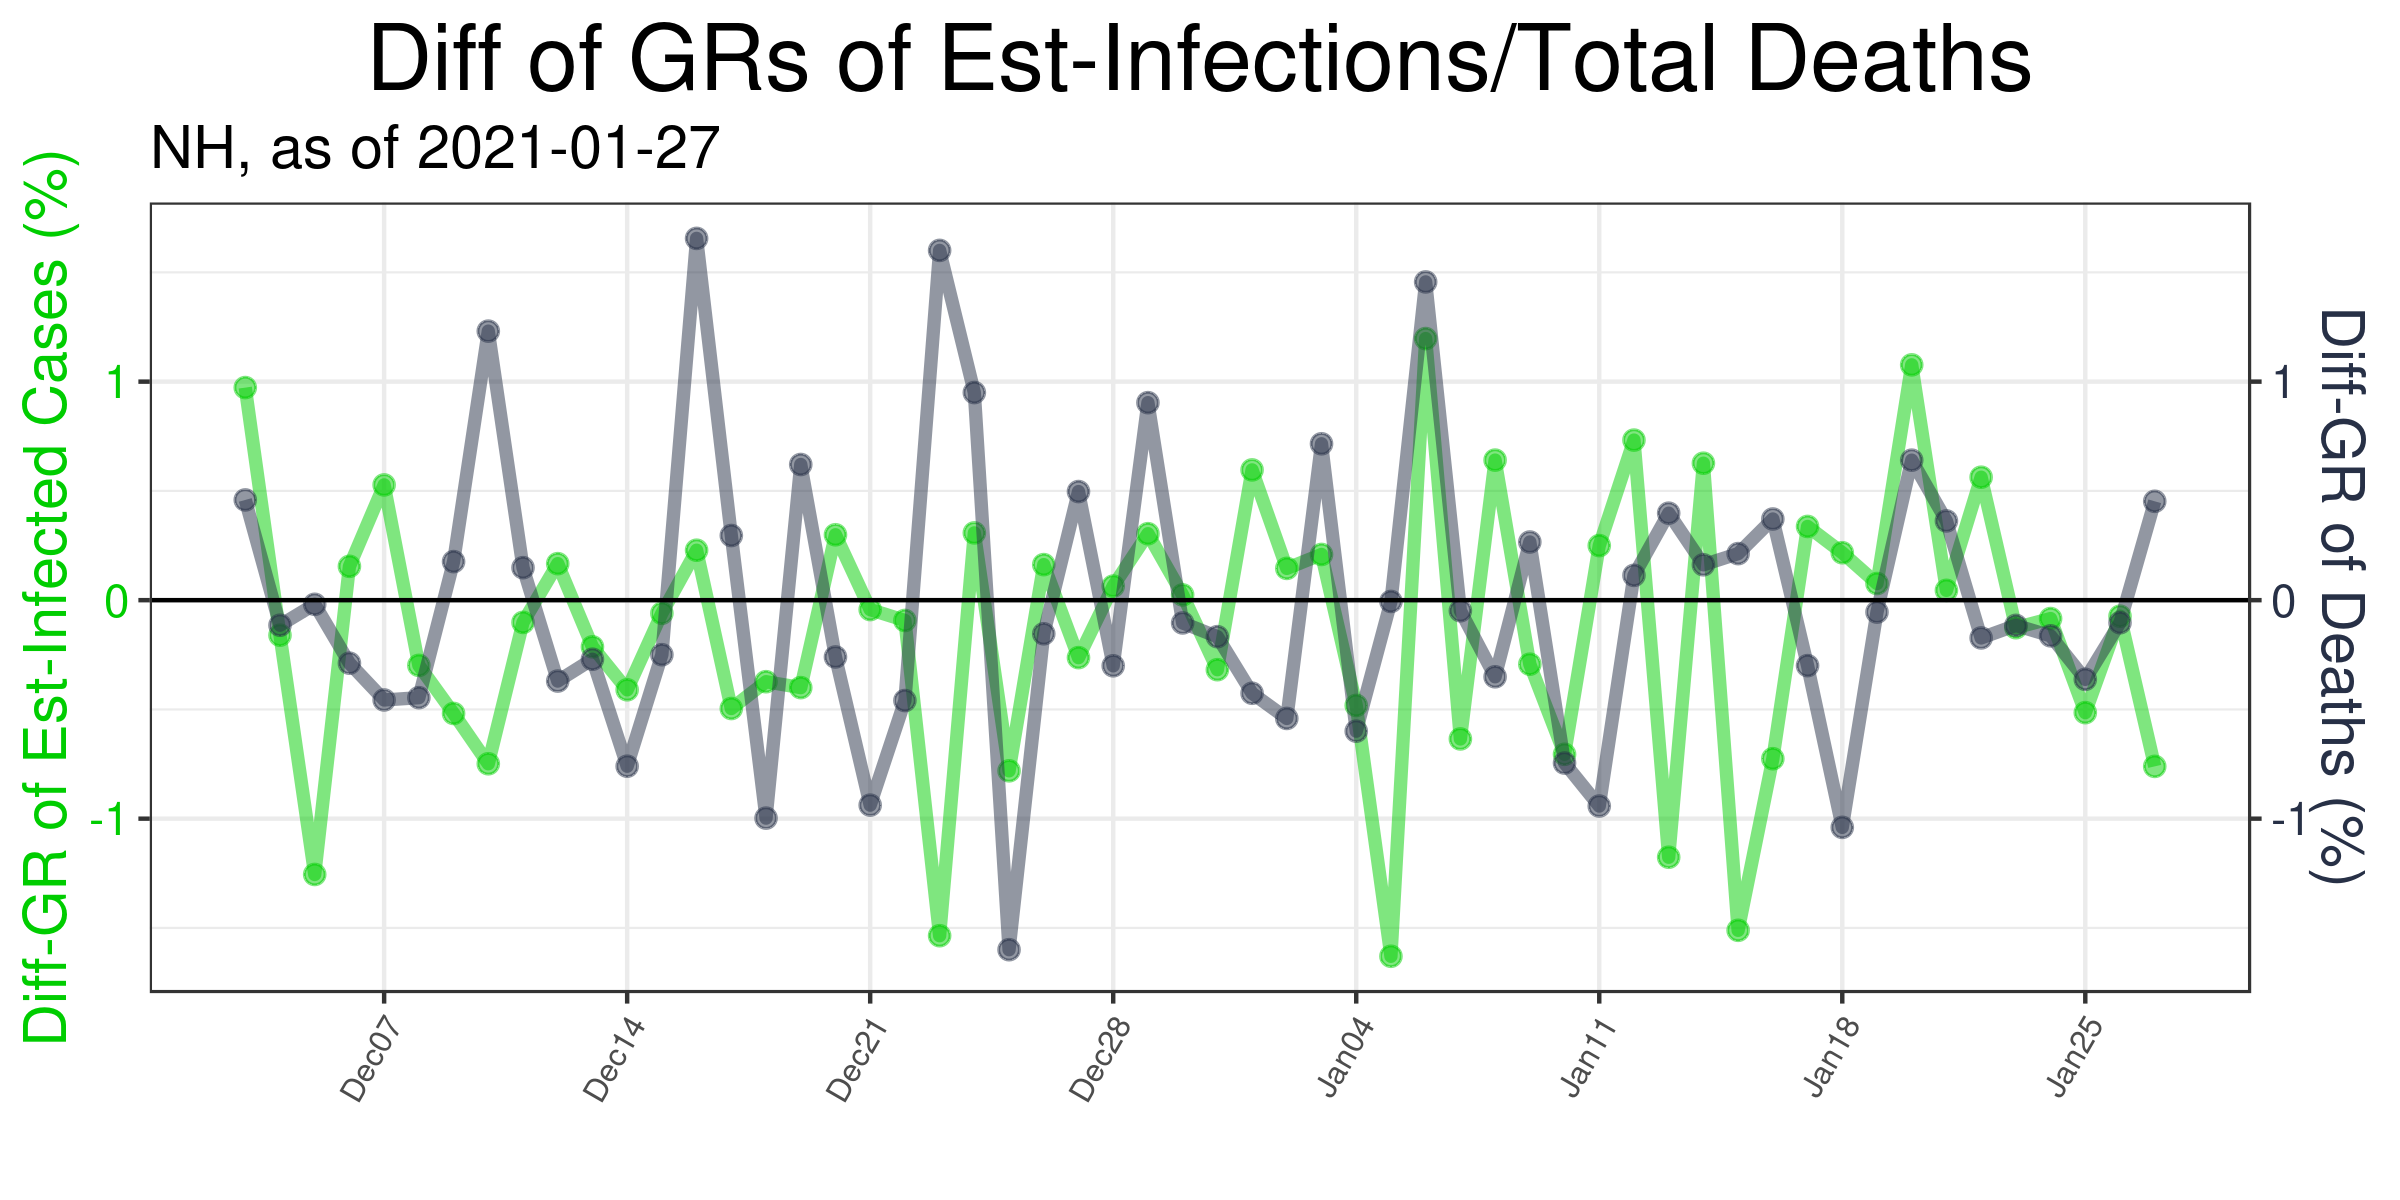 Diff of GRs of Est-Infections/Total Deaths
NH, as of 2021-01-27
Diff-GR of Est-Infected Cases (%)
1
0
-1
1
0
-1
Diff-GR of Deaths (%)
Dec07
Dec14
Dec21
Dec28
Jan04
Jan11
Jan18
Jan25